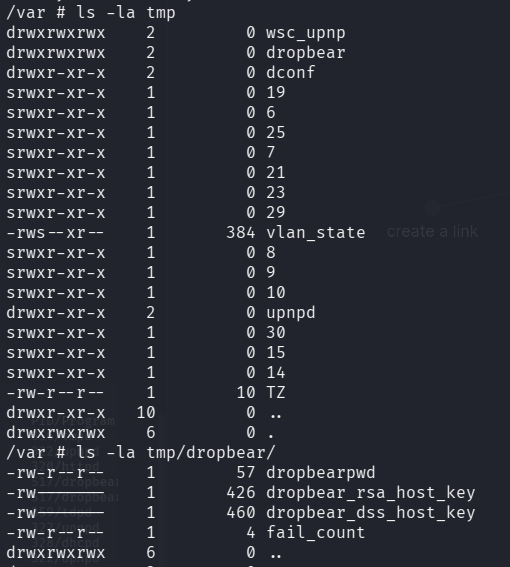 /var # ls -la tmp
drwxrwxrwx    2         0 wsc_upnp
drwxrwxrwx    2         0 dropbear
drwxr-xr-x    2         0 dconf
srwxr-xr-x    1         0 19
srwxr-xr-x    1         0 6
srwxr-xr-x    1         0 25
srwxr-xr-x    1         0 7
srwxr-xr-x    1         0 21
srwxr-xr-x    1         0 23
srwxr-xr-x    1         0 29
-rws--xr--    1       384 vlan_state
create a link
srwxr-xr-x    1         0 8
srwxr-xr-x    1         0 9
srwxr-xr-x    1         0 10
drwxr-xr-x    2         0 upnpd
srwxr-xr-x    1         0 30
srwxr-xr-x    1         0 15
srwxr-xr-x    1         0 14
-rw-r--r--    1        10 TZ
drwxr-xr-x   10         0 ..
drwxrwxrwx    6         0 .
/var # ls -la tmp/dropbear/
-rw-r--r--    1        57 dropbearpwd
-rw-------    1       426 dropbear_rsa_host_key
-rw-------    1       460 dropbear_dss_host_key
-rw-r--r--    1         4 fail_count
drwxrwxrwx    6         0 ..